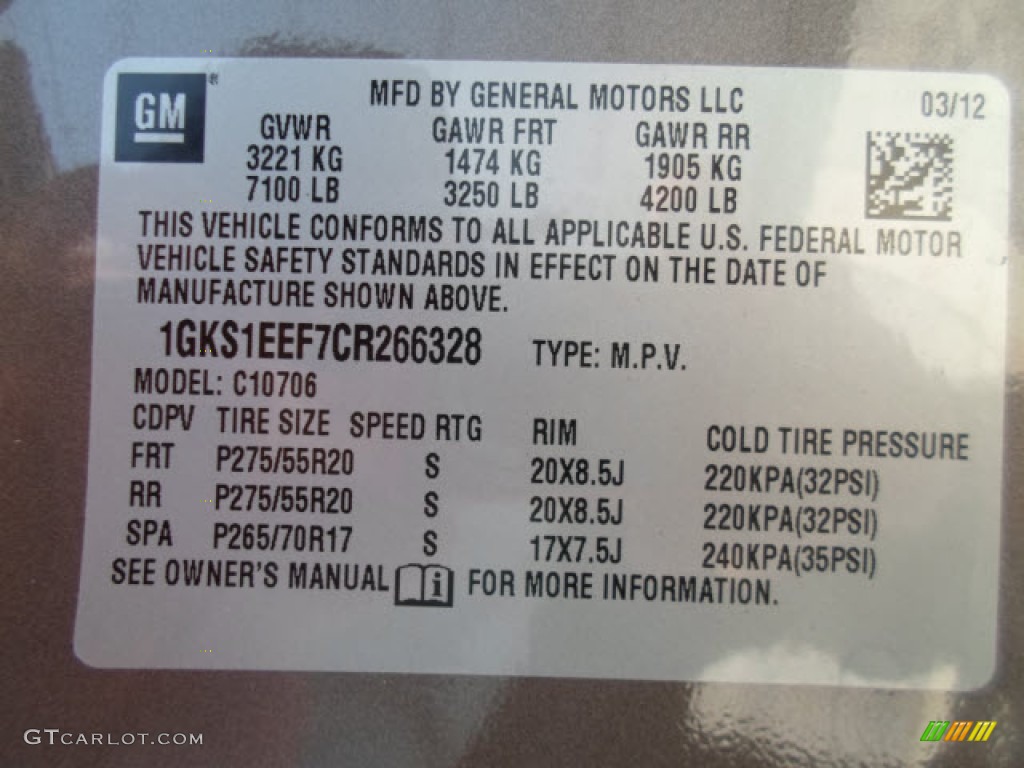 GM®
MFD BY GENERAL MOTORS LLC 03/12
GVWR GAWR FRT GAWR RR
3221 KG 1474 KG 1905 KG
7100 LB 3250 LB 4200 LB
THIS VEHICLE CONFORMS TO ALL APPLICABLE U.S. FEDERAL MOTOR
VEHICLE SAFETY STANDARDS IN EFFECT ON THE DATE OF
MANUFACTURE SHOWN ABOVE.
1GKS1EEF7CR266328 TYPE: M.P.V.
MODEL: C10706
CDPV TIRE SIZE SPEED RTG RIM COLD TIRE PRESSURE
FRT P275/55R20 S 20X8.5J 220KPA(32PSI)
RR P275/55R20 S 20X8.5J 220KPA(32PSI)
SPA P265/70R17 S 17X7.5J 240KPA(35PSI)
SEE OWNER'S MANUAL i FOR MORE INFORMATION.
GTCARLOT.COM